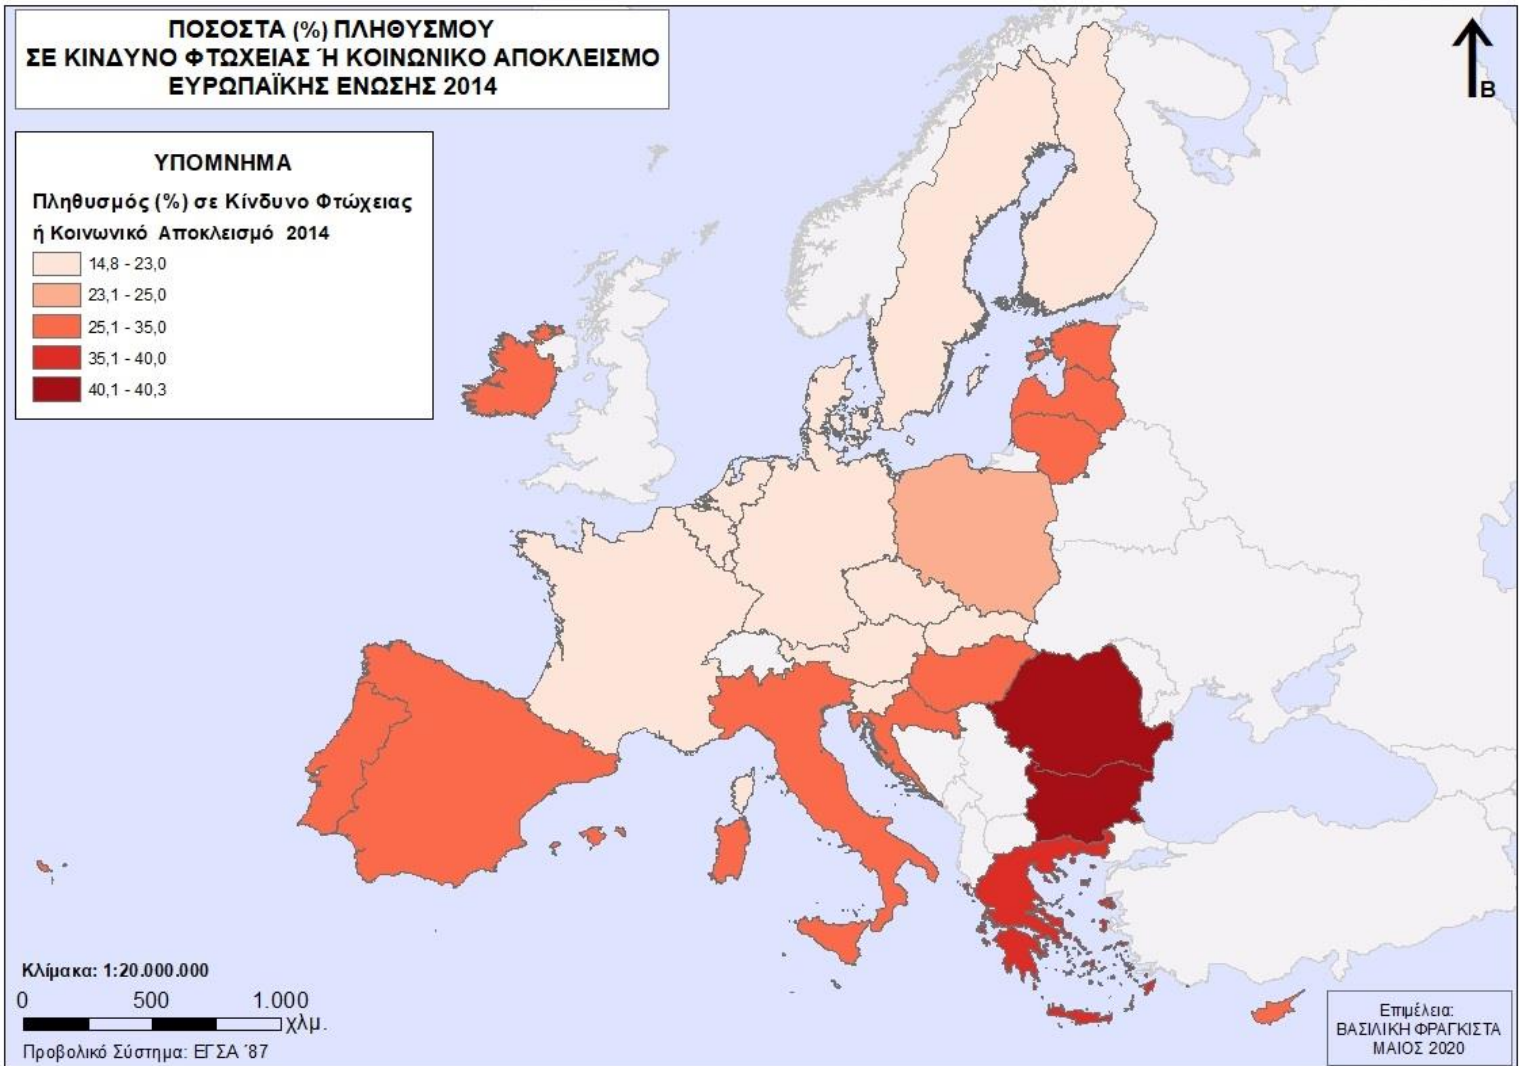 ΠΟΣΟΣΤΑ (%) ΠΛΗΘΥΣΜΟΥ
ΣΕ ΚΙΝΔΥΝΟ ΦΤΩΧΕΙΑΣ Ή ΚΟΙΝΩΝΙΚΟ ΑΠΟΚΛΕΙΣΜΟ
ΕΥΡΩΠΑΪΚΗΣ ΕΝΩΣΗΣ 2014
Β
ΥΠΟΜΝΗΜΑ
Πληθυσμός (%) σε Κίνδυνο Φτώχειας
ή Κοινωνικό Αποκλεισμό 2014
14,8 - 23,0
23,1 - 25,0
25,1 - 35,0
35,1 - 40,0
40,1 - 40,3
Κλίμακα: 1:20.000.000
0 500 1.000
χλμ.
Προβολικό Σύστημα: ΕΓΣΑ ΄87
Επιμέλεια:
ΒΑΣΙΛΙΚΗ ΦΡΑΓΚΙΣΤΑ
ΜΑΙΟΣ 2020